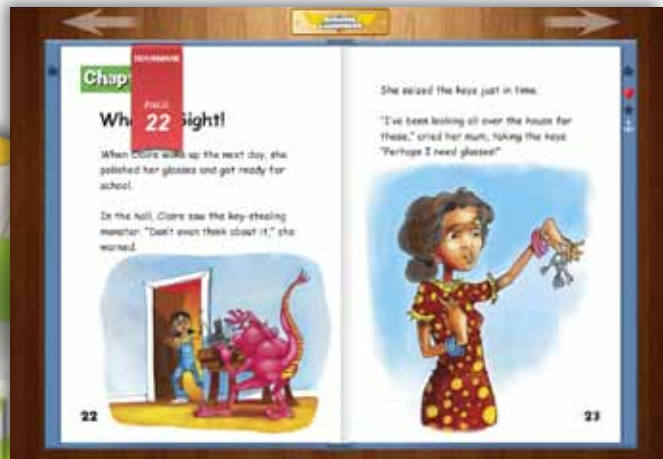 BOOKMARK
PAGE
22
Chap
Wh Sight!
When Claire woke up the next day, she
polished her glasses and got ready for
school.
In the hall, Claire saw the key-stealing
monster. "Don't even think about it," she
warned.
22
She seized the keys just in time.
"I've been looking all over the house for
these," cried her mum, taking the keys.
"Perhaps I need glasses!"
23